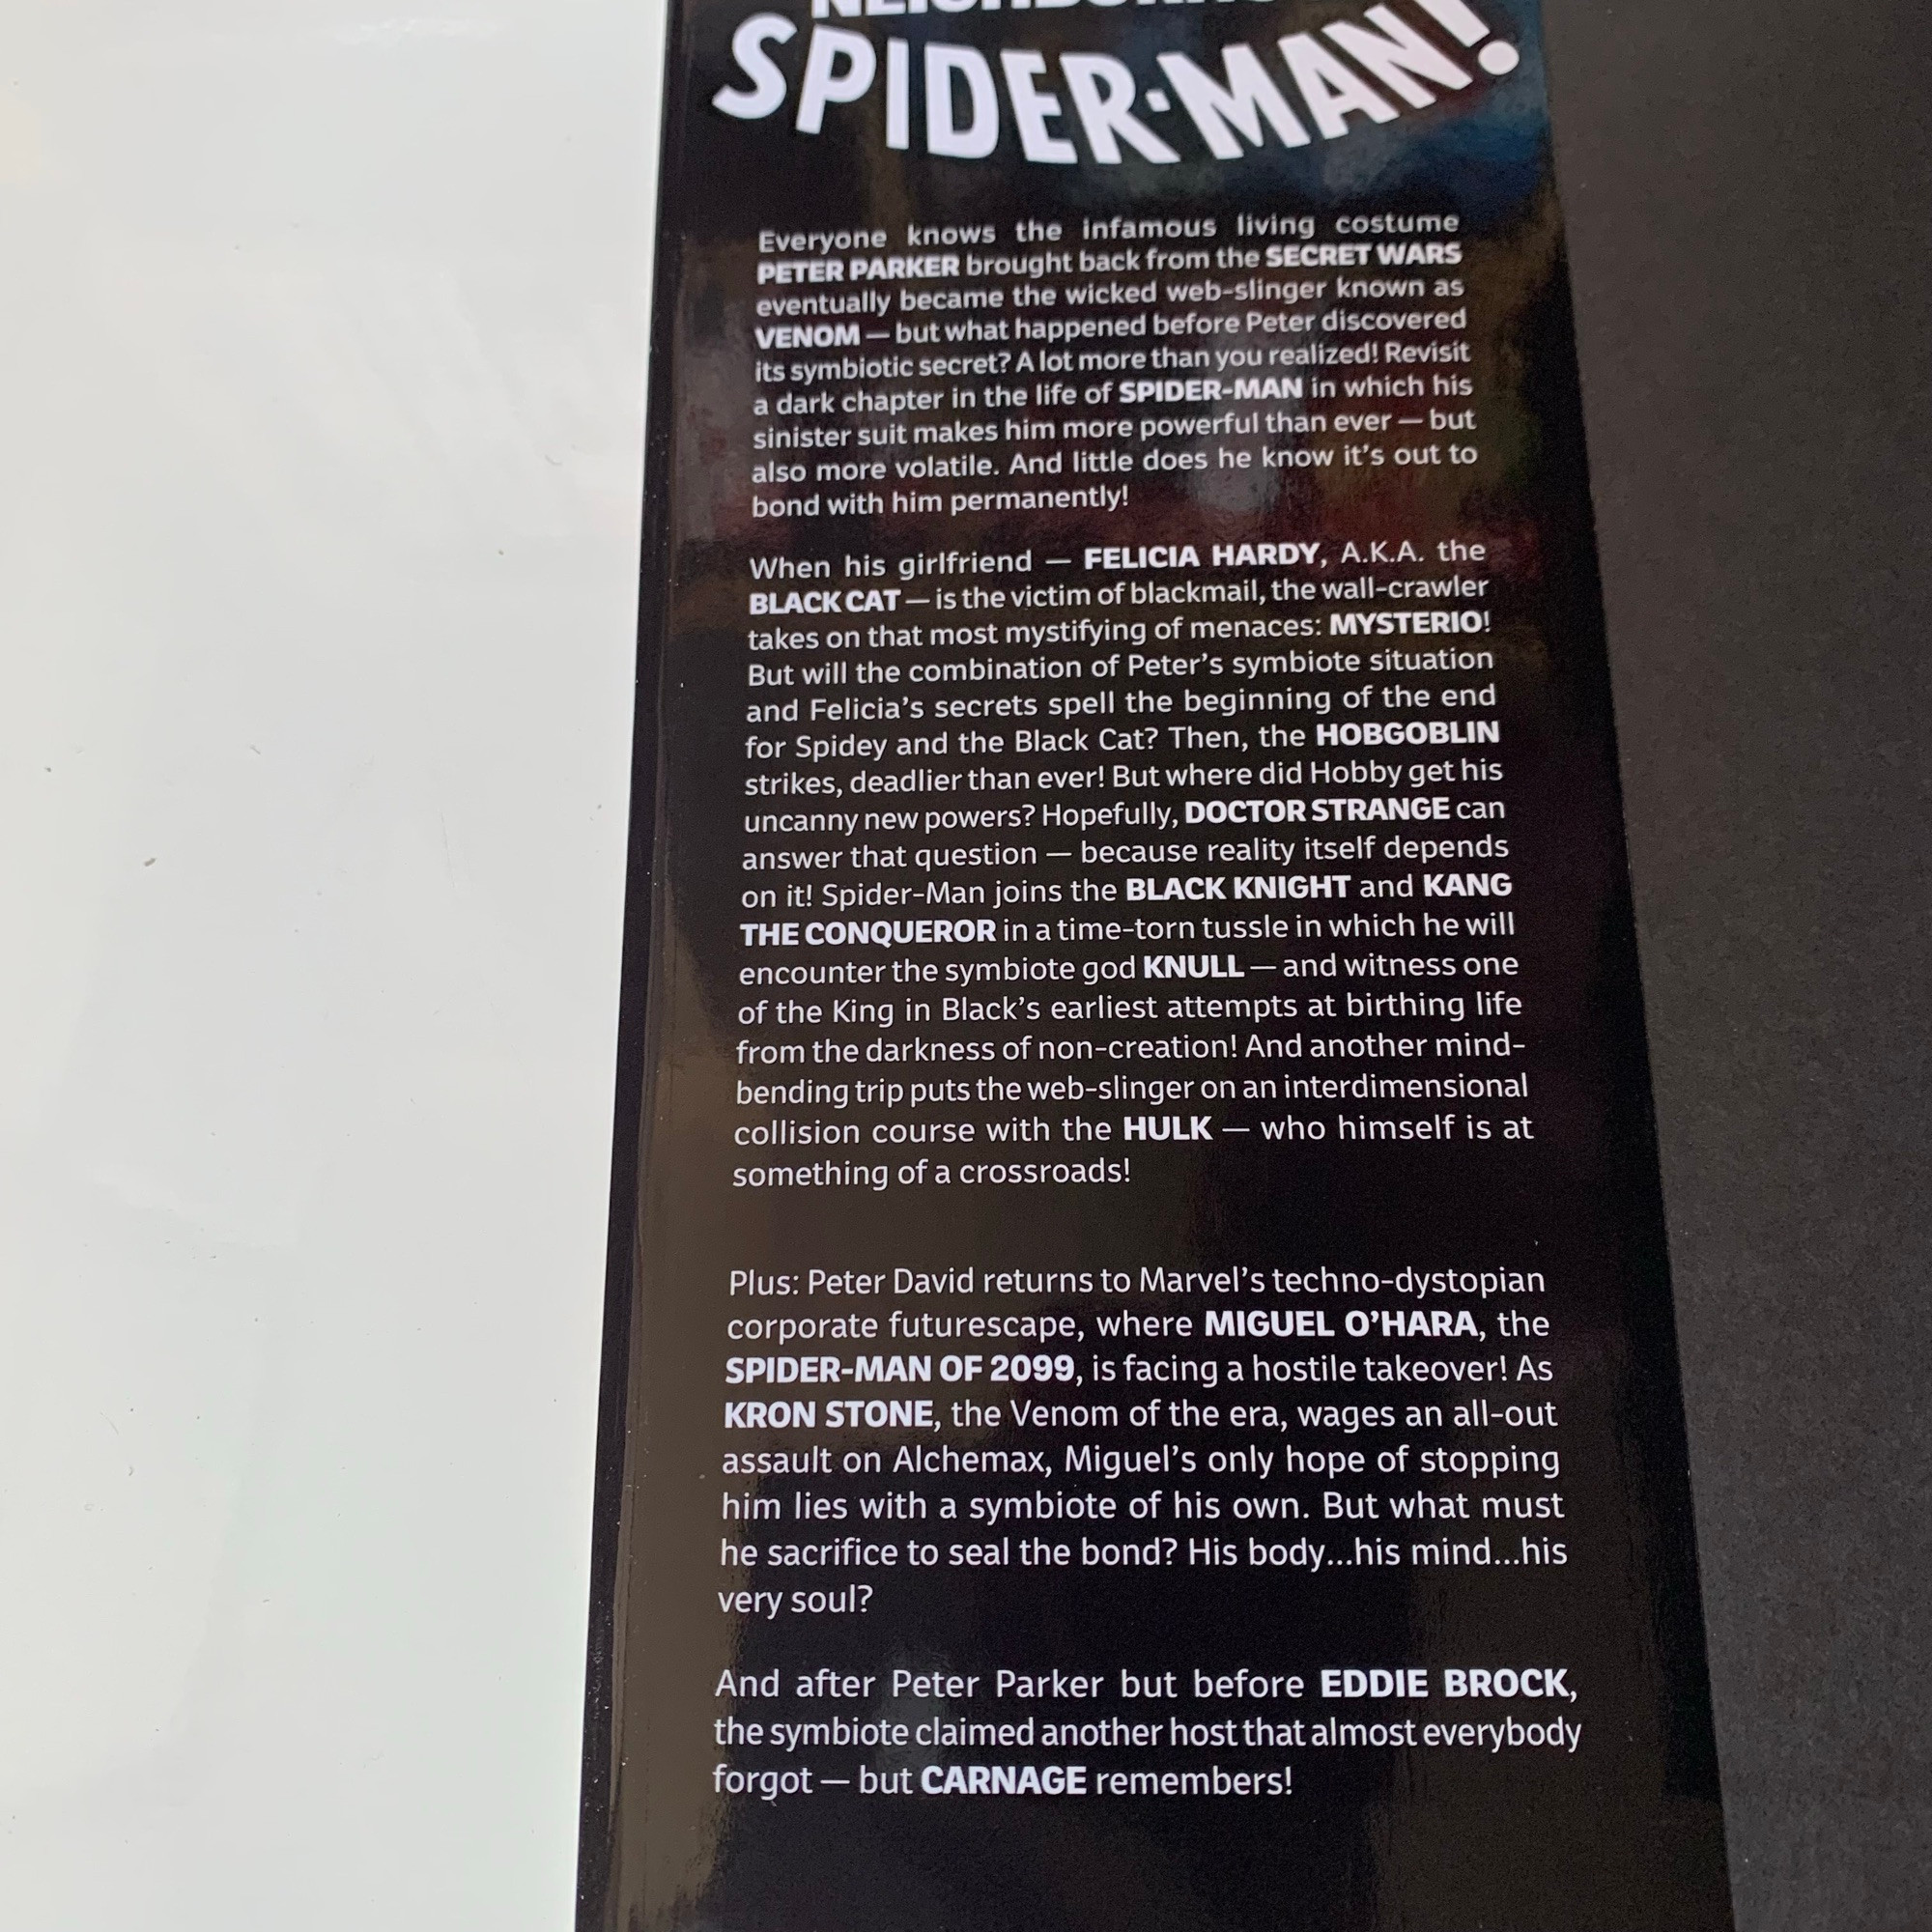 SPIDER-MAN!
Everyone knows the infamous living costume
PETER PARKER brought back from the SECRET WARS
eventually became the wicked web-slinger known as
VENOM — but what happened before Peter discovered
its symbiotic secret? A lot more than you realized! Revisit
a dark chapter in the life of SPIDER-MAN in which his
sinister suit makes him more powerful than ever — but
also more volatile. And little does he know it's out to
bond with him permanently!
When his girlfriend — FELICIA HARDY, A.K.A. the
BLACK CAT — is the victim of blackmail, the wall-crawler
takes on that most mystifying of menaces: MYSTERIO!
But will the combination of Peter's symbiote situation
and Felicia's secrets spell the beginning of the end
for Spidey and the Black Cat? Then, the HOBGOBLIN
strikes, deadlier than ever! But where did Hobby get his
uncanny new powers? Hopefully, DOCTOR STRANGE can
answer that question — because reality itself depends
on it! Spider-Man joins the BLACK KNIGHT and KANG
THE CONQUEROR in a time-torn tussle in which he will
encounter the symbiote god KNULL — and witness one
of the King in Black's earliest attempts at birthing life
from the darkness of non-creation! And another mind-
bending trip puts the web-slinger on an interdimensional
collision course with the HULK — who himself is at
something of a crossroads!
Plus: Peter David returns to Marvel's techno-dystopian
corporate futurescape, where MIGUEL O'HARA, the
SPIDER-MAN OF 2099, is facing a hostile takeover! As
KRON STONE, the Venom of the era, wages an all-out
assault on Alchemax, Miguel's only hope of stopping
him lies with a symbiote of his own. But what must
he sacrifice to seal the bond? His body...his mind...his
very soul?
And after Peter Parker but before EDDIE BROCK,
the symbiote claimed another host that almost everybody
forgot — but CARNAGE remembers!